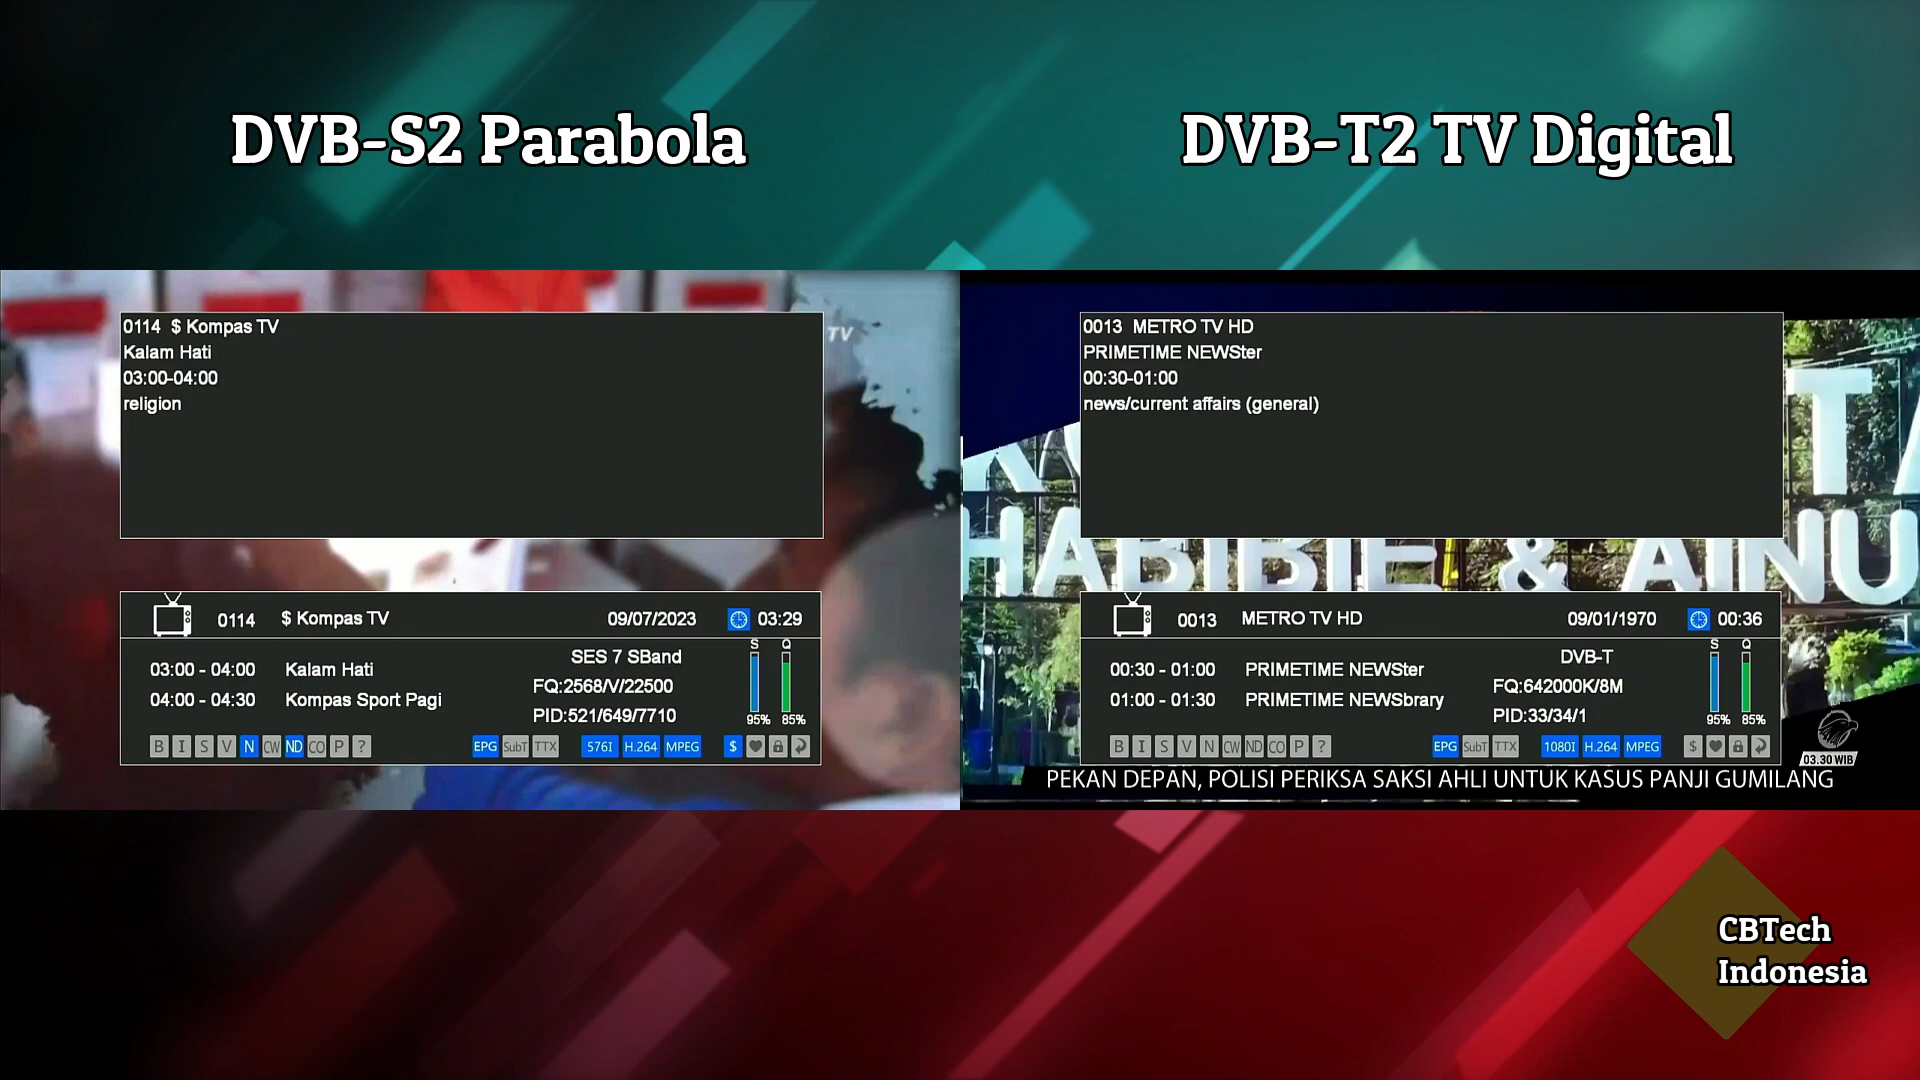 DVB-S2 Parabola
DVB-T2 TV Digital
0114 $ Kompas TV
Kalam Hati
03:00-04:00
religion
TV
0114 $ Kompas TV 09/07/2023 03:29
S Q
03:00 - 04:00 Kalam Hati
04:00 - 04:30 Kompas Sport Pagi
SES 7 SBand
FQ:2568/V/22500
PID:521/649/7710
95% 85%
B I S V N CW ND CO P ? EPG SubT TTX 576I H.264 MPEG $
0013 METRO TV HD
PRIMETIME NEWSter
00:30-01:00
news/current affairs (general)
KOTA
HABIBIE & AINU
0013 METRO TV HD 09/01/1970 00:36
S Q
00:30 - 01:00 PRIMETIME NEWSter
01:00 - 01:30 PRIMETIME NEWSbrary
DVB-T
FQ:642000K/8M
PID:33/34/1
95% 85%
B I S V N CW ND CO P ? EPG SubT TTX 1080I H.264 MPEG $
03.30 WIB
PEKAN DEPAN, POLISI PERIKSA SAKSI AHLI UNTUK KASUS PANJI GUMILANG
CBTech
Indonesia